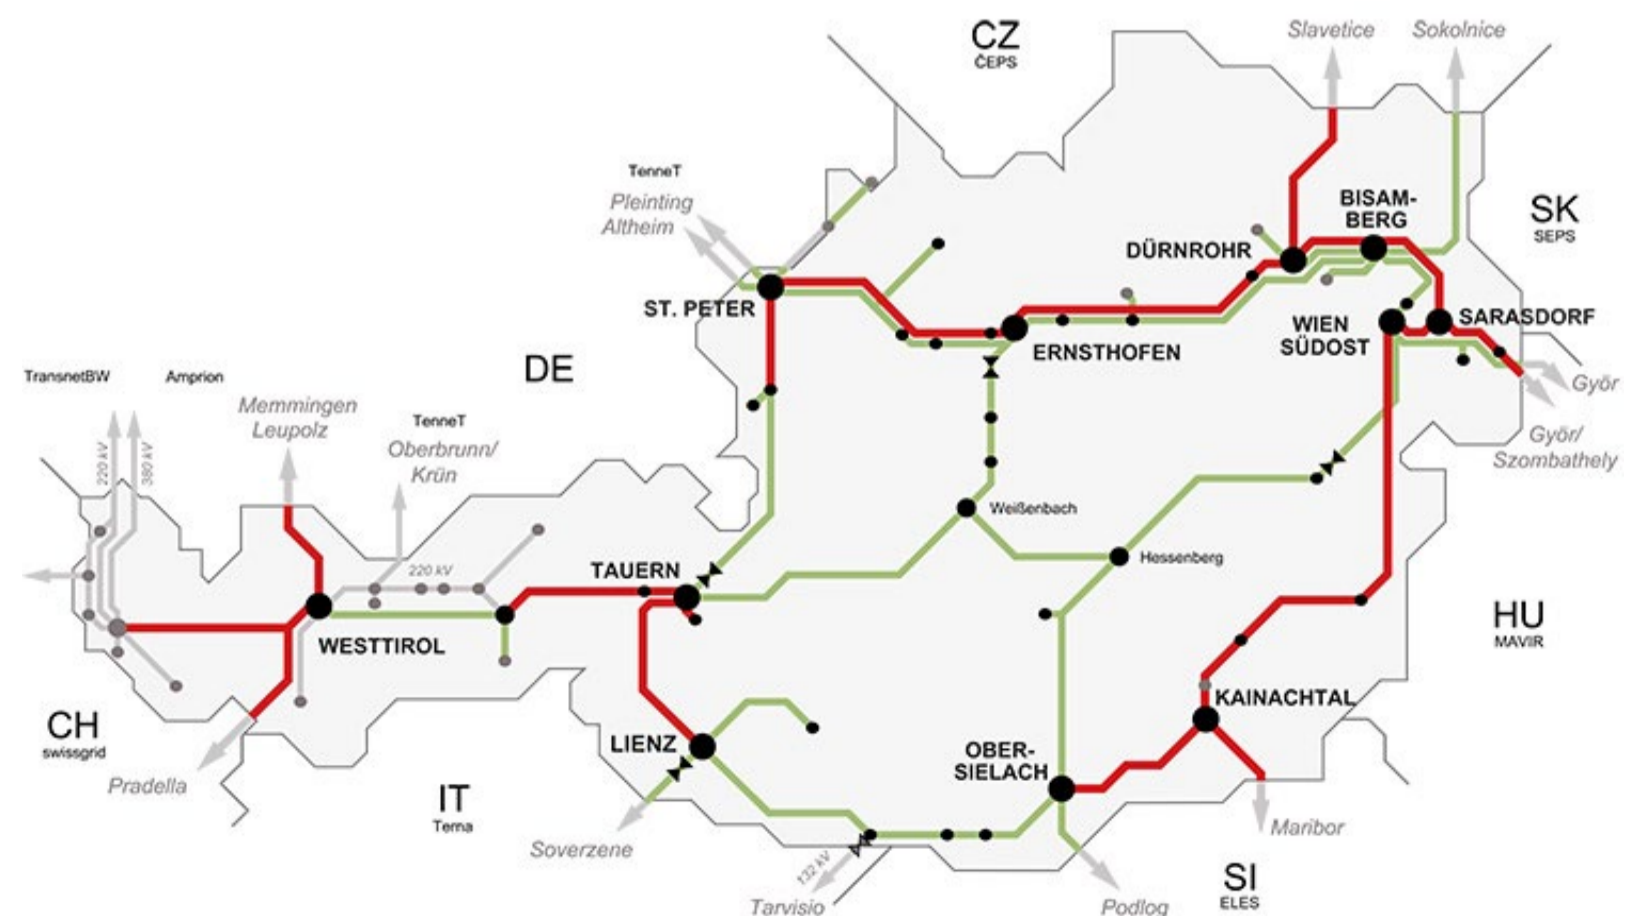 CZ
ČEPS
Slavetice
Sokolnice
TenneT
Pleinting
Altheim
BISAM-
BERG
SK
SEPS
DÜRNROHR
ST. PETER
ERNSTHOFEN
WIEN
SÜDOST
SARASDORF
Györ
Györ/
Szombathely
DE
TransnetBW
Amprion
Memmingen
Leupolz
TenneT
Oberbrunn/
Krün
220 kV
380 kV
220 kV
TAUERN
Weißenbach
Hessenberg
WESTTIROL
HU
MAVIR
KAINACHTAL
CH
swissgrid
Pradella
LIENZ
OBER-
SIELACH
IT
Terna
Soverzene
132 kV
Tarvisio
Maribor
SI
ELES
Podlog